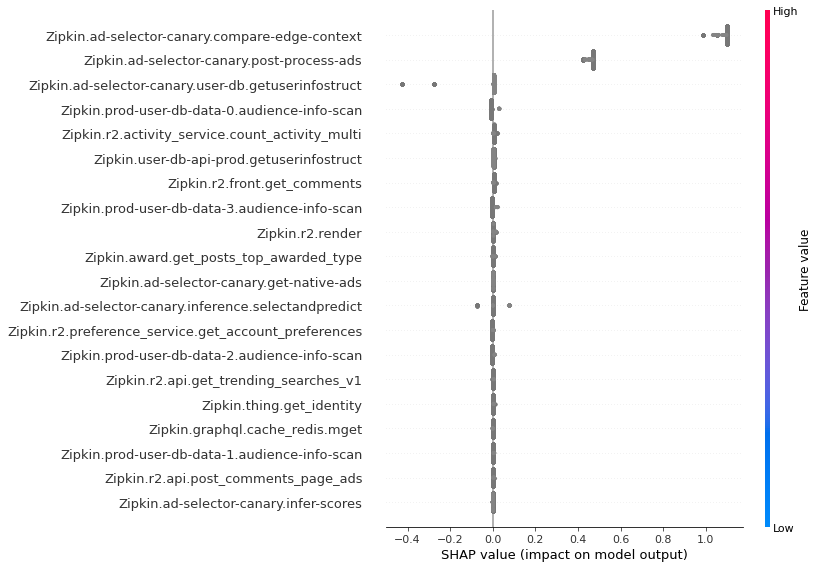 High
Zipkin.ad-selector-canary.compare-edge-context
Zipkin.ad-selector-canary.post-process-ads
Zipkin.ad-selector-canary.user-db.getuserinfostruct
Zipkin.prod-user-db-data-0.audience-info-scan
Zipkin.r2.activity_service.count_activity_multi
Zipkin.user-db-api-prod.getuserinfostruct
Zipkin.r2.front.get_comments
Zipkin.prod-user-db-data-3.audience-info-scan
Zipkin.r2.render
Zipkin.award.get_posts_top_awarded_type
Zipkin.ad-selector-canary.get-native-ads
Zipkin.ad-selector-canary.inference.selectandpredict
Zipkin.r2.preference_service.get_account_preferences
Zipkin.prod-user-db-data-2.audience-info-scan
Zipkin.r2.api.get_trending_searches_v1
Zipkin.thing.get_identity
Zipkin.graphql.cache_redis.mget
Zipkin.prod-user-db-data-1.audience-info-scan
Zipkin.r2.api.post_comments_page_ads
Zipkin.ad-selector-canary.infer-scores
Feature value
Low
−0.4 −0.2 0.0 0.2 0.4 0.6 0.8 1.0
SHAP value (impact on model output)